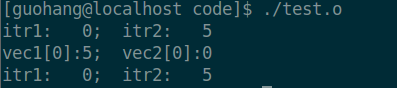 [guohang@localhost code]$ ./test.o
itr1:   0;  itr2:   5
vec1[0]:5;  vec2[0]:0
itr1:   0;  itr2:   5